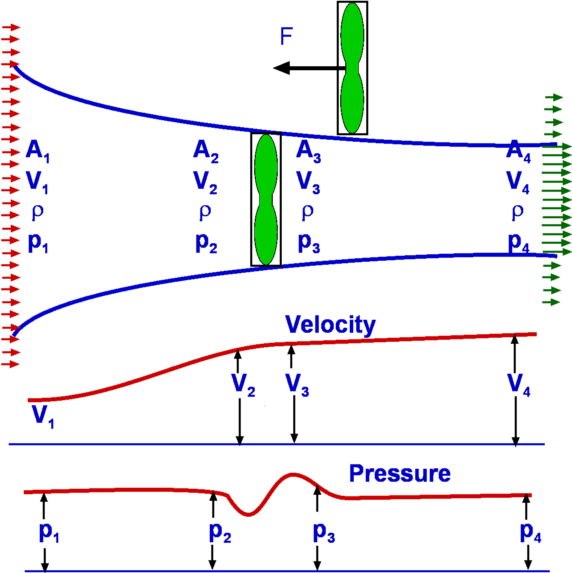 F
A₁ A₂ A₃ A₄
V₁ V₂ V₃ V₄
ρ ρ ρ ρ
p₁ p₂ p₃ p₄
Velocity
V₁ V₂ V₃ V₄
Pressure
p₁ p₂ p₃ p₄